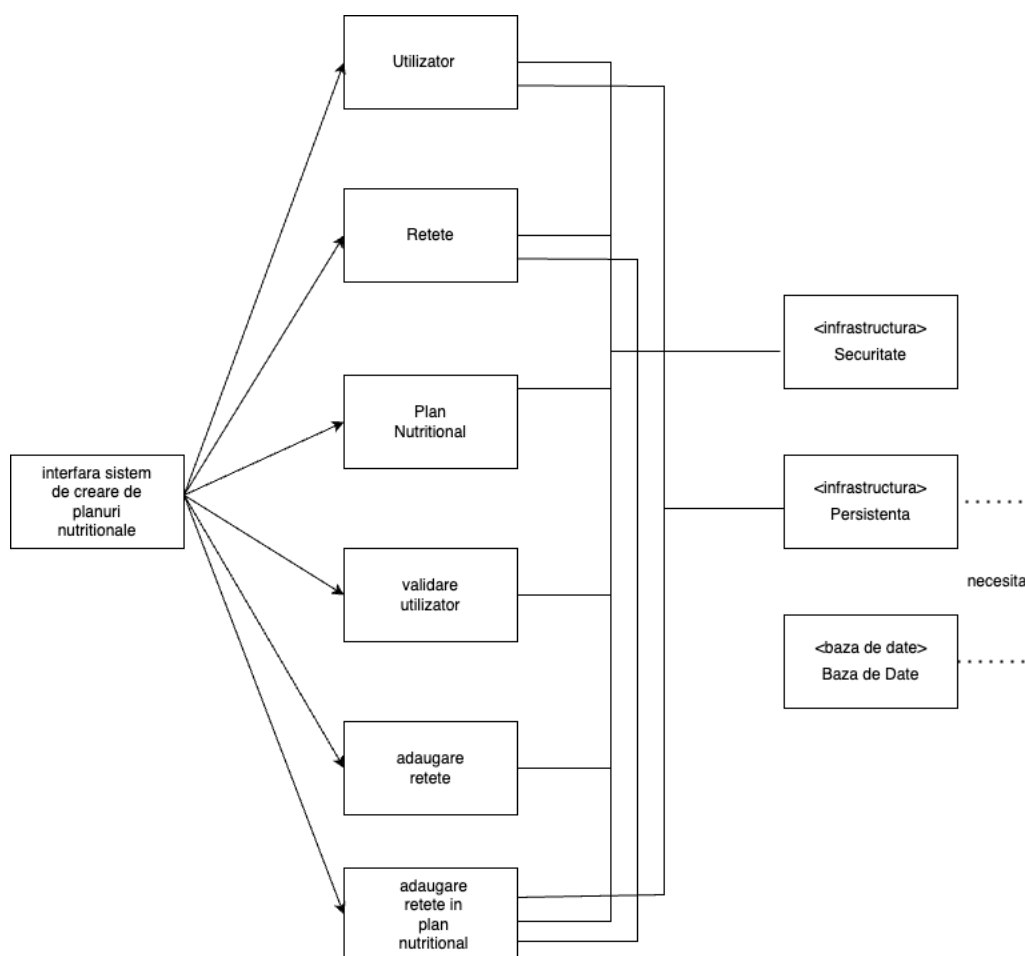 Utilizator
Retete
<infrastructura>
Securitate
Plan
Nutritional
interfara sistem
de creare de
planuri
nutritionale
<infrastructura>
Persistenta
validare
utilizator
necesita
<baza de date>
Baza de Date
adaugare
retete
adaugare
retete in
plan
nutritional